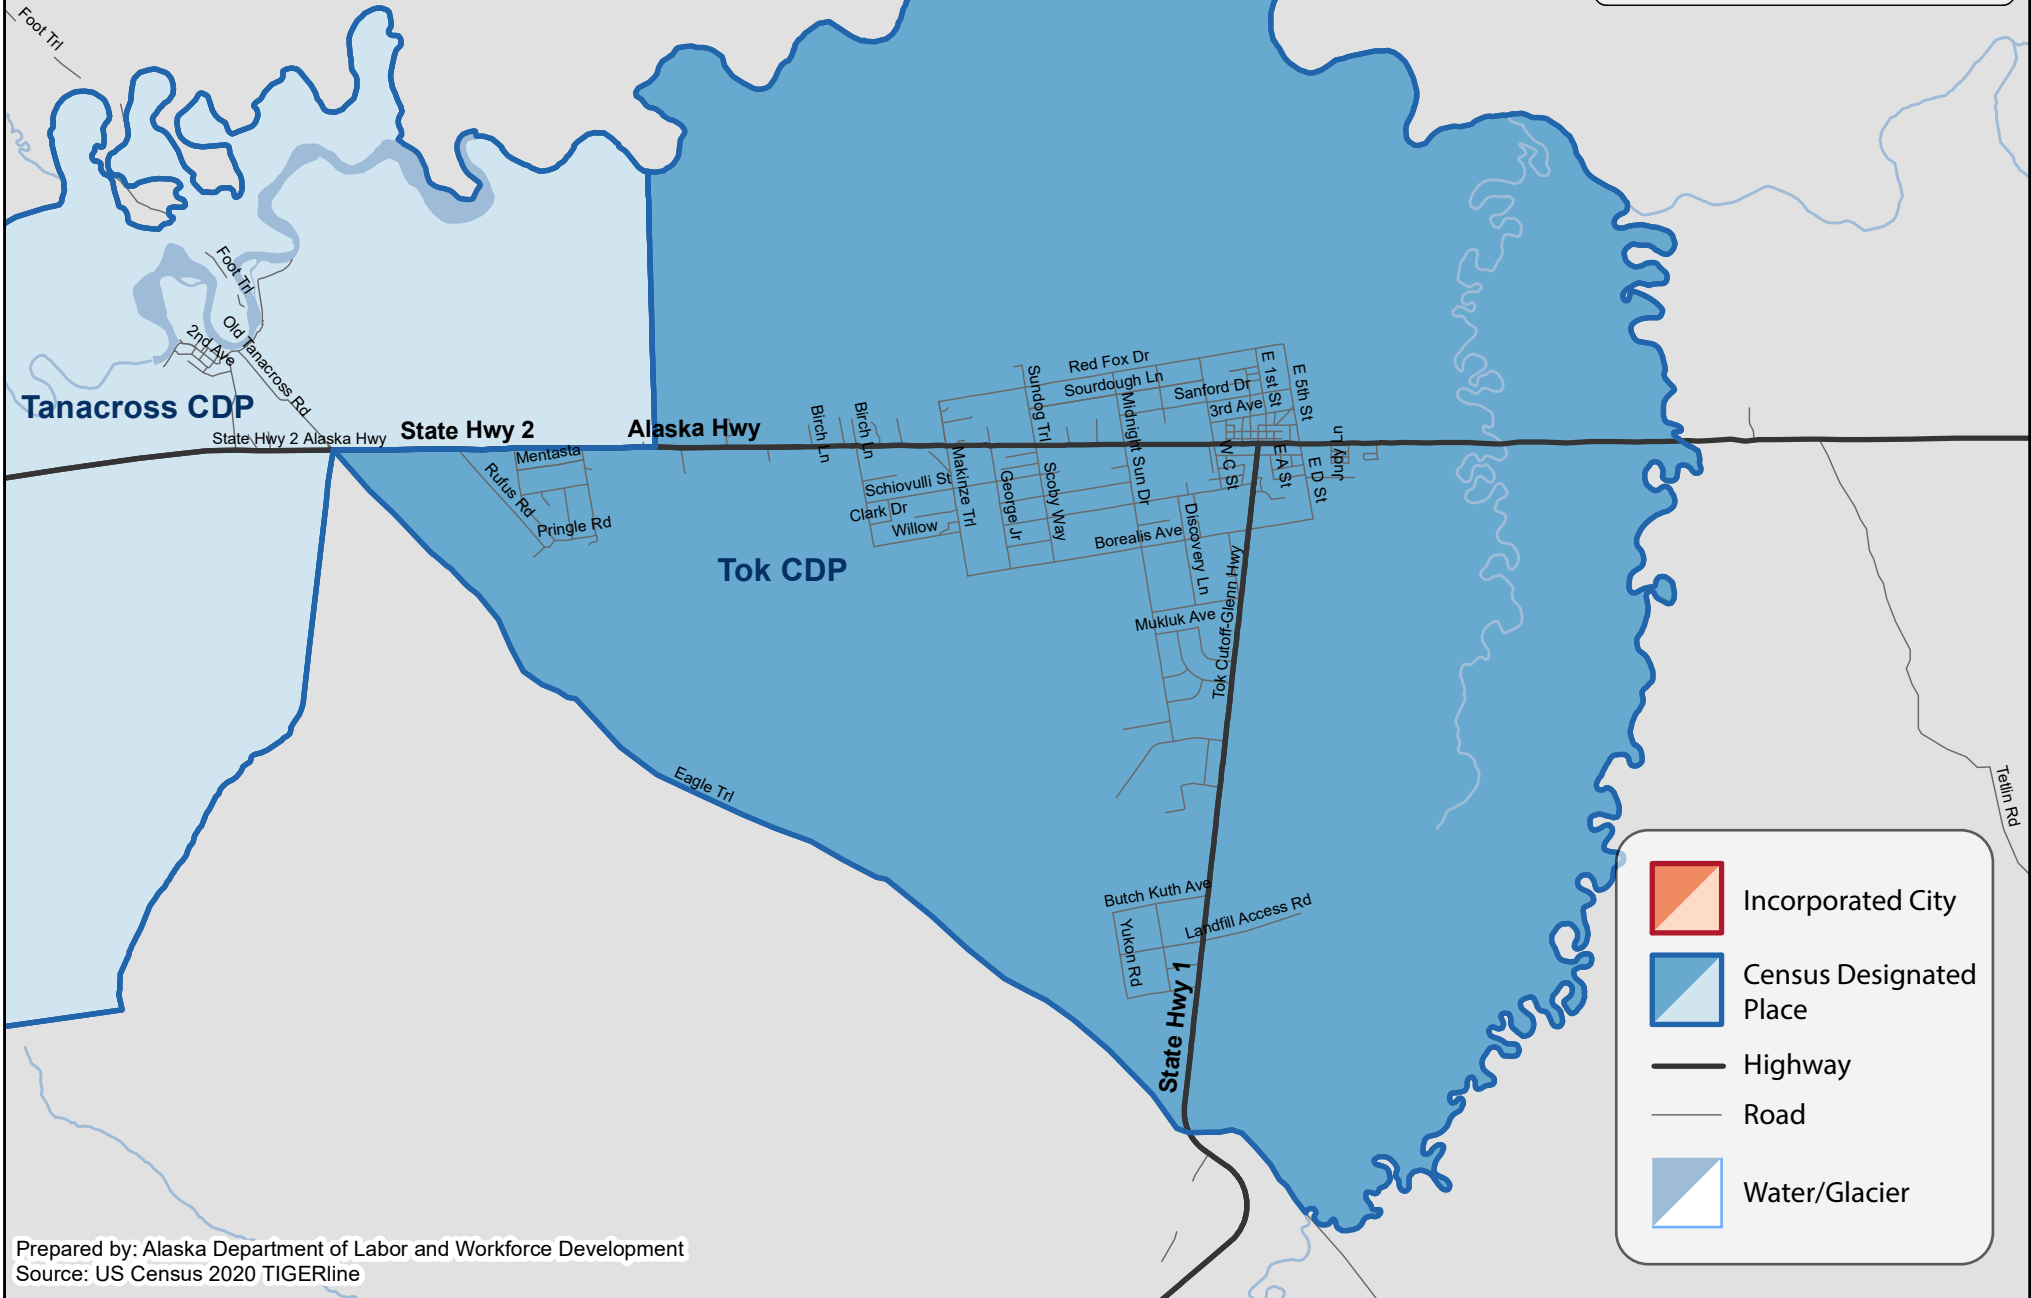 Foot Trl
Foot Trl
2nd Ave
Old Tanacross Rd
Tanacross CDP
State Hwy 2 Alaska Hwy
State Hwy 2
Alaska Hwy
Mentasta
Rufus Rd
Pringle Rd
Birch Ln
Birch Ln
Schiovulli St
Clark Dr
Willow
Makinze Trl
George Jr
Sundog Trl
Scoby Way
Red Fox Dr
Sourdough Ln
Midnight Sun Dr
Sanford Dr
3rd Ave
E 1st St
E 5th St
W C St
E A St
E D St
Borealis Ave
Discovery Ln
Tok CDP
Mukluk Ave
Tok Cutoff-Glenn Hwy
Eagle Trl
Butch Kuth Ave
Landfill Access Rd
Yukon Rd
State Hwy 1
Tetlin Rd
Incorporated City
Census Designated
Place
Highway
Road
Water/Glacier
Prepared by: Alaska Department of Labor and Workforce Development
Source: US Census 2020 TIGERline